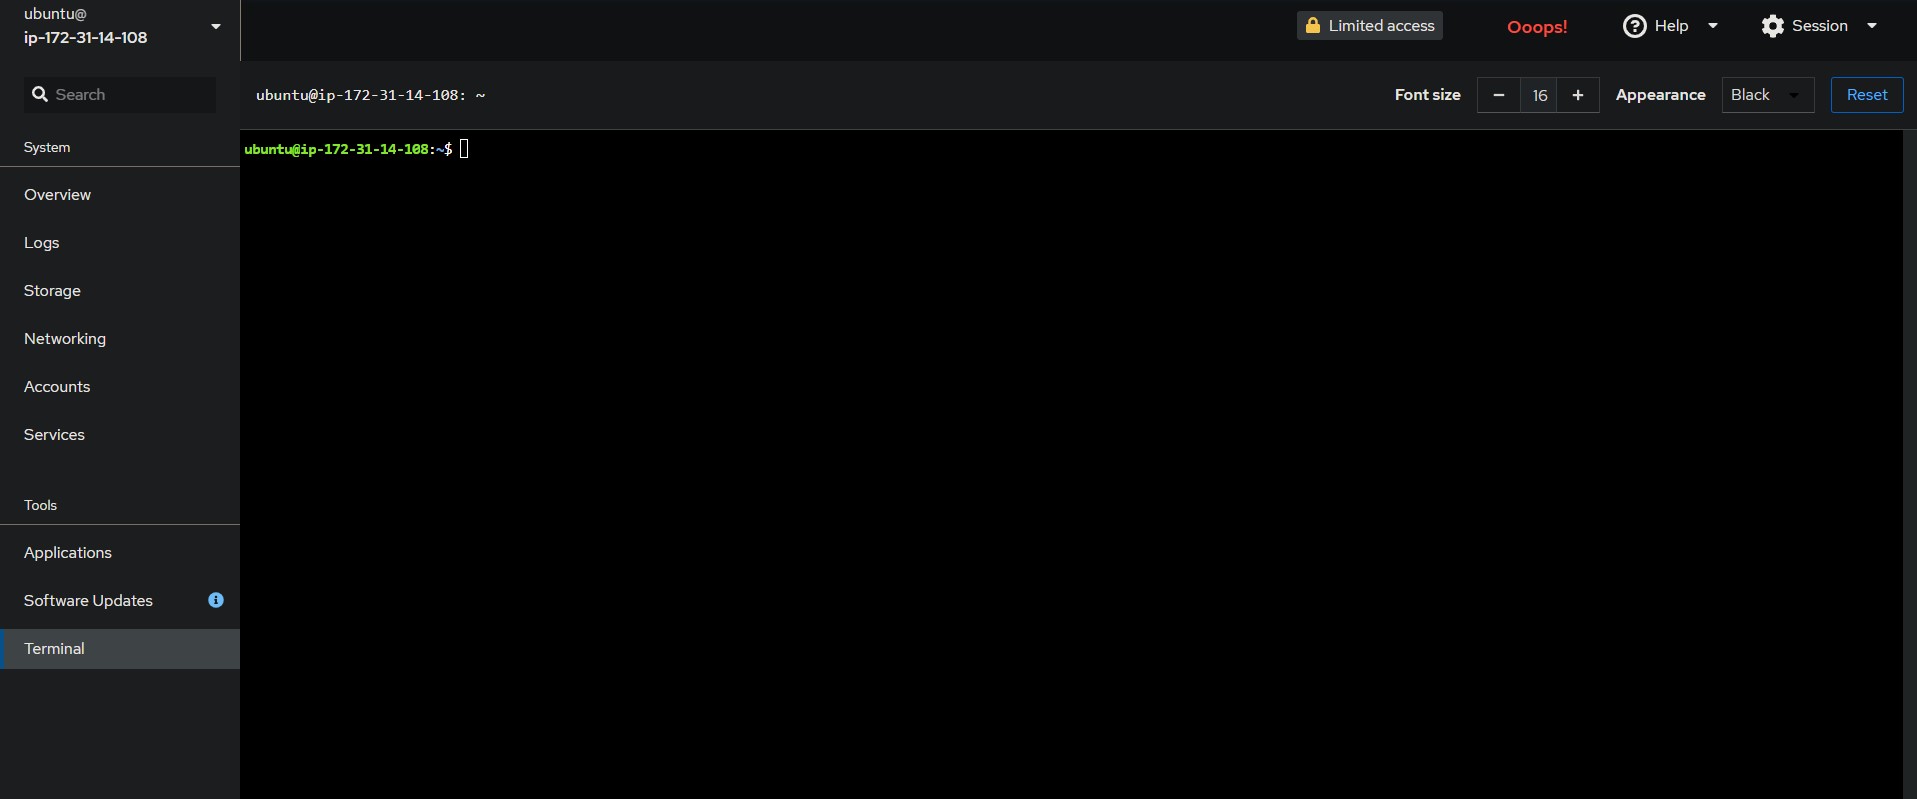 ubuntu@
ip-172-31-14-108
Limited access
Ooops!
Help
Session
Search
ubuntu@ip-172-31-14-108: ~
Font size
16
Appearance
Black
Reset
System
ubuntu@ip-172-31-14-108:~$
Overview
Logs
Storage
Networking
Accounts
Services
Tools
Applications
Software Updates
Terminal